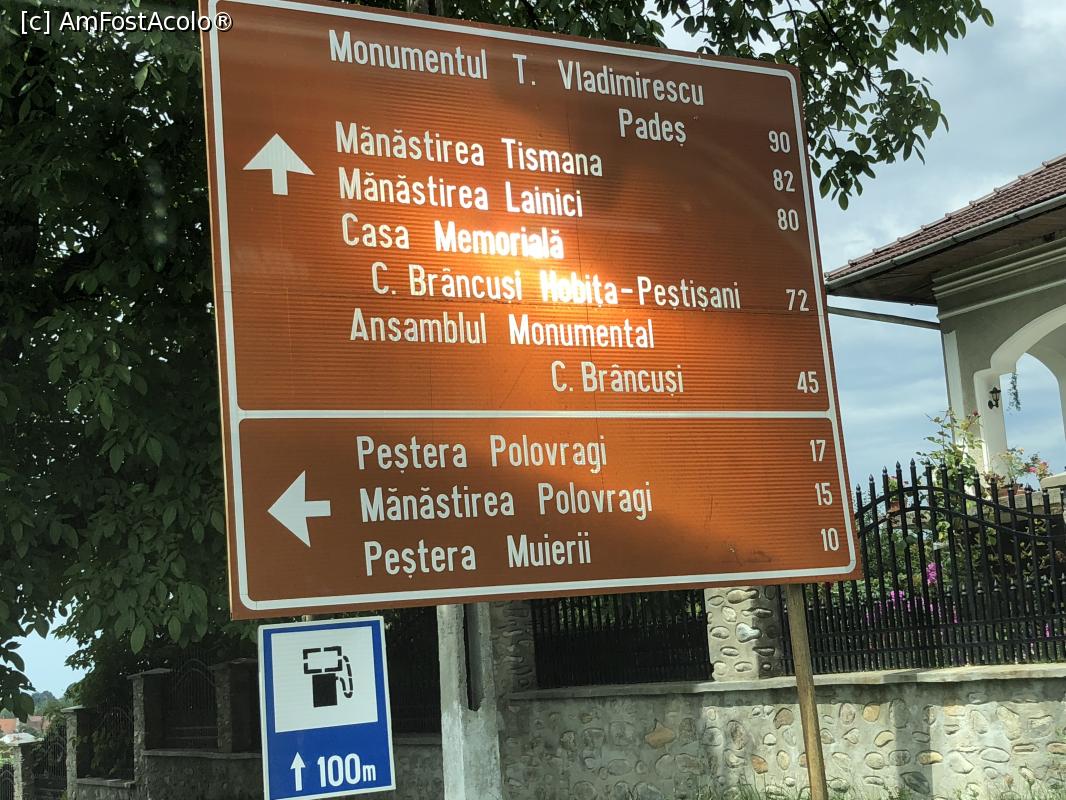 [c] AmFostAcolo®
Monumentul T. Vladimirescu
Padeș 90
Mănăstirea Tismana 82
Mănăstirea Lainici 80
Casa Memorială
C. Brâncuși Hobița-Peștișani 72
Ansamblul Monumental
C. Brâncuși 45
Peștera Polovragi 17
Mănăstirea Polovragi 15
Peștera Muierii 10
100m